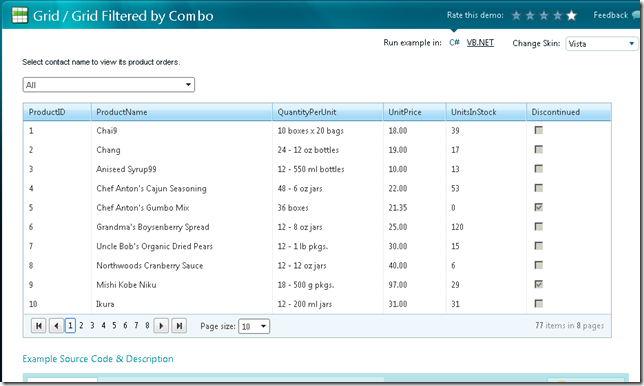 Grid / Grid Filtered by Combo
Rate this demo:
Feedback
Run example in: C# VB.NET Change Skin: Vista
Select contact name to view its product orders.
All
ProductID ProductName QuantityPerUnit UnitPrice UnitsInStock Discontinued
1 Chai9 10 boxes x 20 bags 18.00 39
2 Chang 24 - 12 oz bottles 19.00 17
3 Aniseed Syrup99 12 - 550 ml bottles 10.00 13
4 Chef Anton's Cajun Seasoning 48 - 6 oz jars 22.00 53
5 Chef Anton's Gumbo Mix 36 boxes 21.35 0
6 Grandma's Boysenberry Spread 12 - 8 oz jars 25.00 120
7 Uncle Bob's Organic Dried Pears 12 - 1 lb pkgs. 30.00 15
8 Northwoods Cranberry Sauce 12 - 12 oz jars 40.00 6
9 Mishi Kobe Niku 18 - 500 g pkgs. 97.00 29
10 Ikura 12 - 200 ml jars 31.00 31
1 2 3 4 5 6 7 8 Page size: 10 77 items in 8 pages
Example Source Code & Description